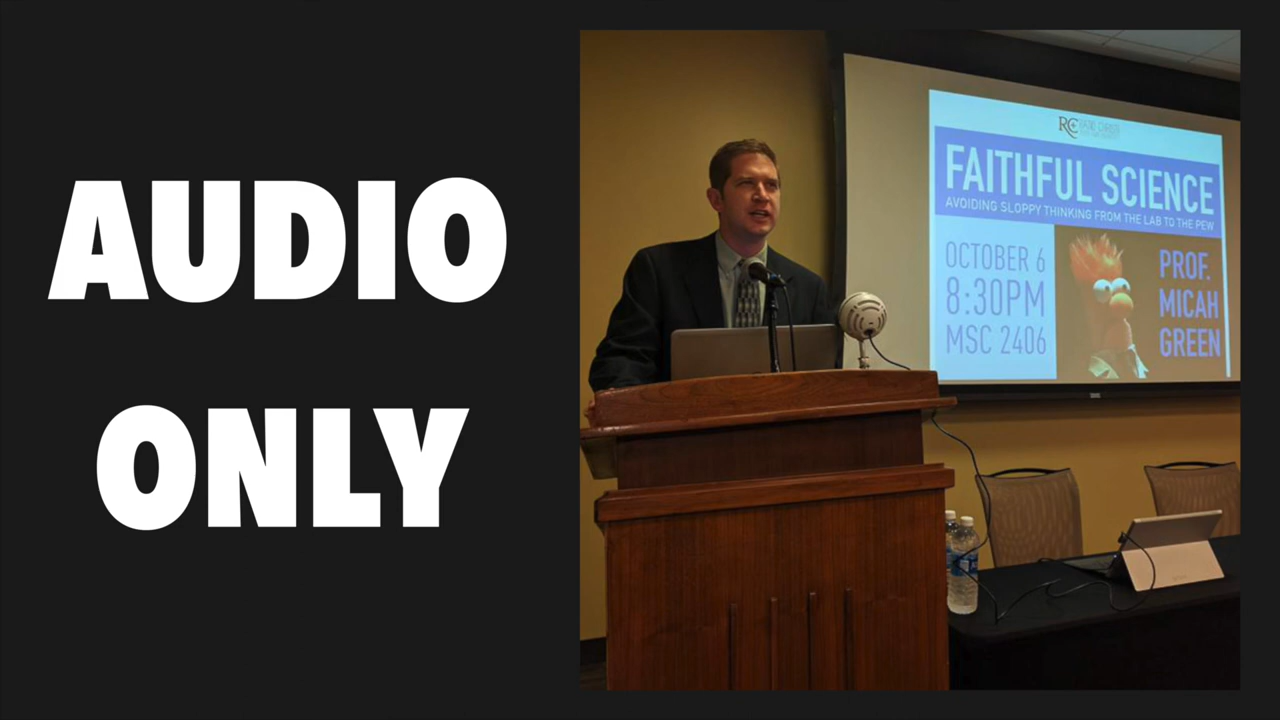 AUDIO
ONLY
RC
FAITHFUL SCIENCE
AVOIDING SLOPPY THINKING FROM THE LAB TO THE PEW
OCTOBER 6
8:30PM
MSC 2406
PROF.
MICAH
GREEN